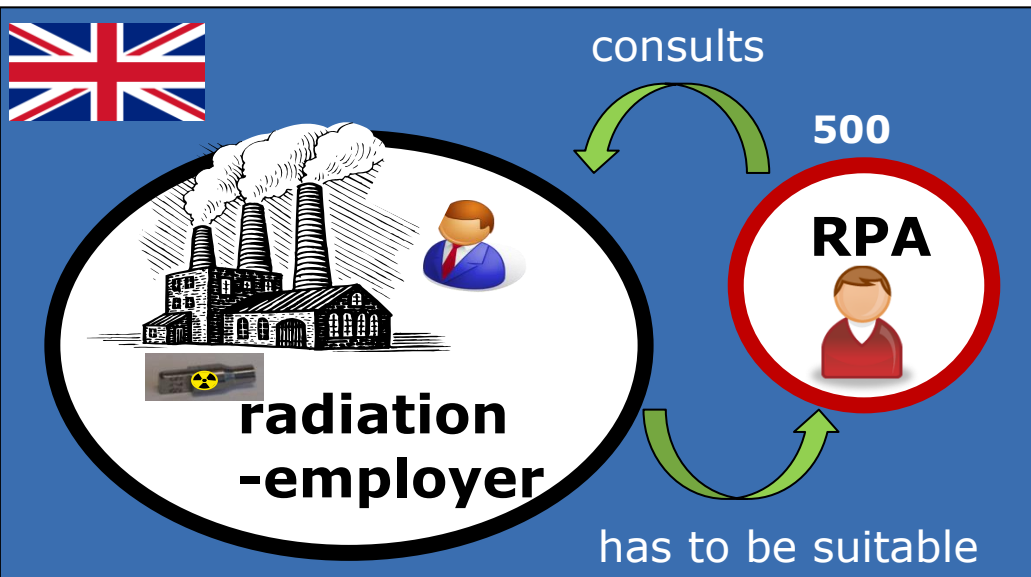 consults
500
RPA
radiation
-employer
has to be suitable